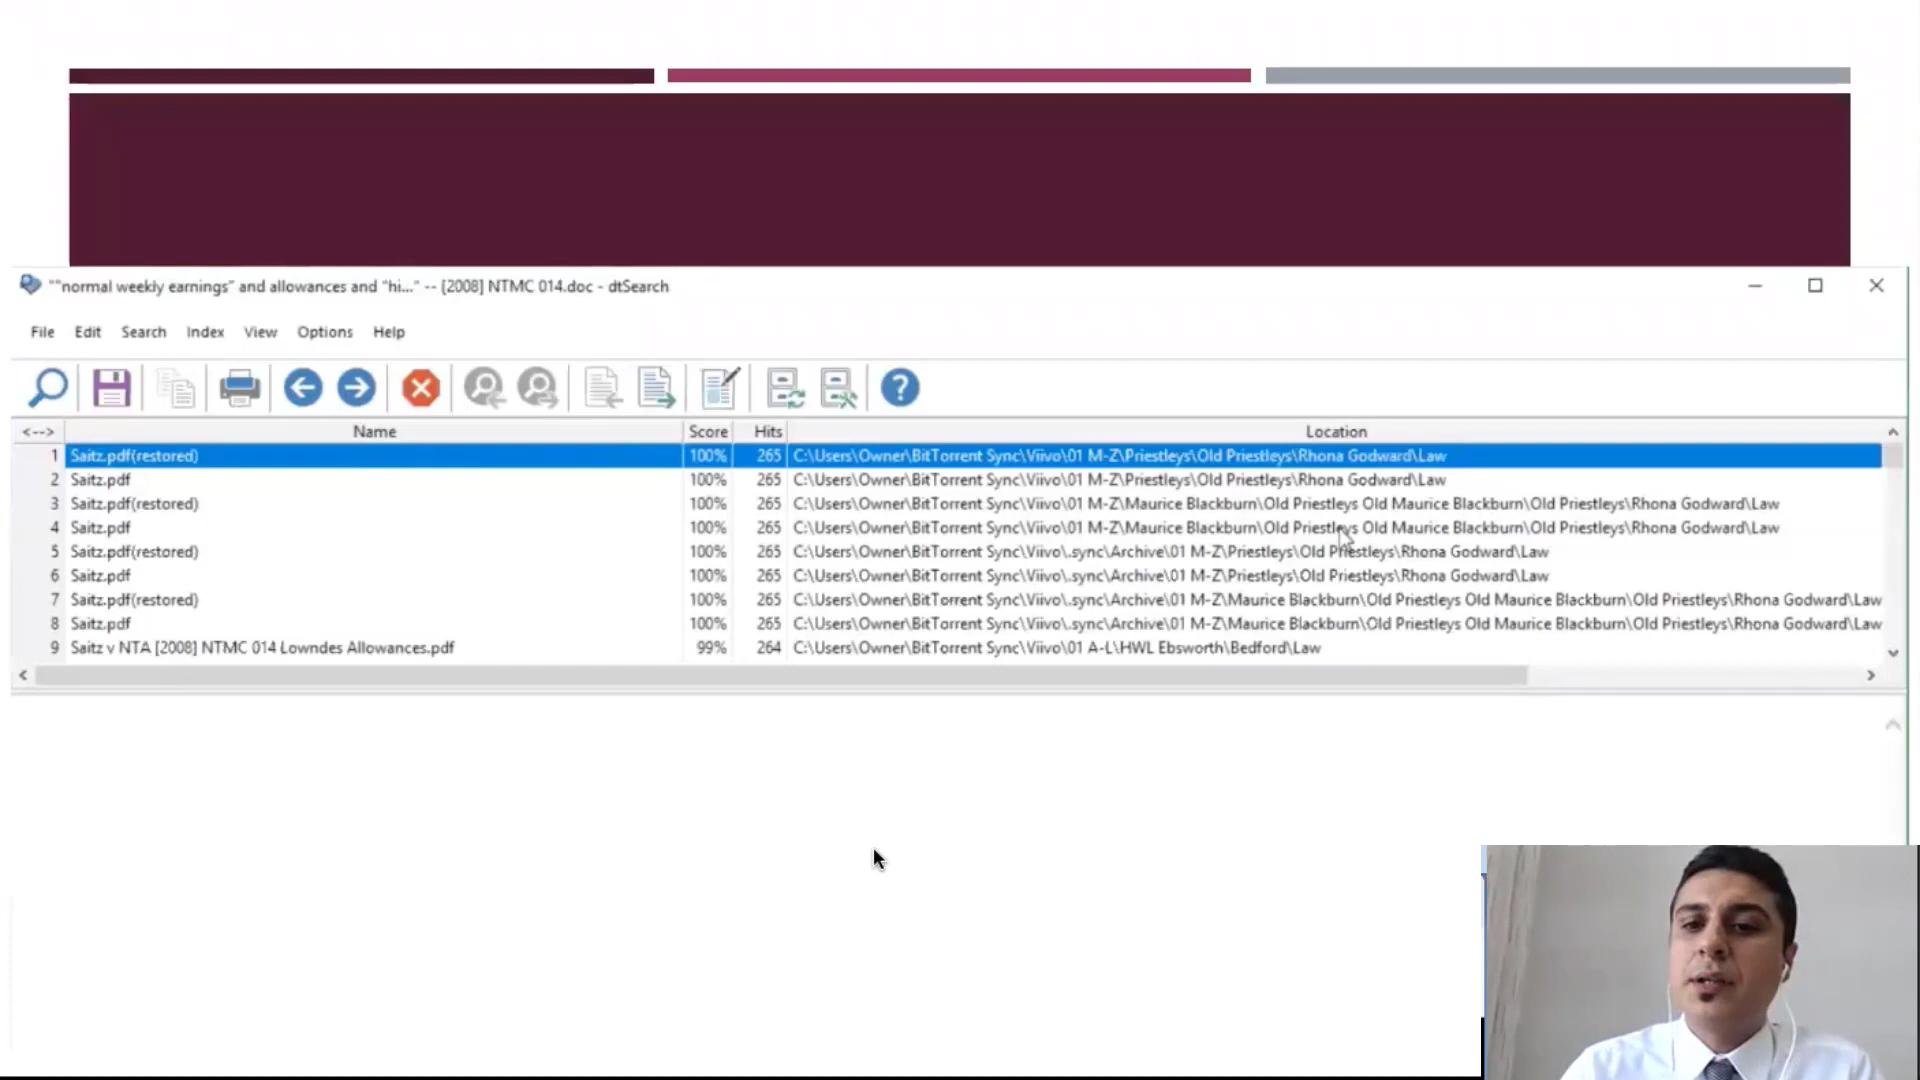 ""normal weekly earnings" and allowances and "hi..." -- [2008] NTMC 014.doc - dtSearch
File Edit Search Index View Options Help
<--> Name Score Hits Location
1 Saitz.pdf(restored) 100% 265 C:\Users\Owner\BitTorrent Sync\Viivo\01 M-Z\Priestleys\Old Priestleys\Rhona Godward\Law
2 Saitz.pdf 100% 265 C:\Users\Owner\BitTorrent Sync\Viivo\01 M-Z\Priestleys\Old Priestleys\Rhona Godward\Law
3 Saitz.pdf(restored) 100% 265 C:\Users\Owner\BitTorrent Sync\Viivo\01 M-Z\Maurice Blackburn\Old Priestleys Old Maurice Blackburn\Old Priestleys\Rhona Godward\Law
4 Saitz.pdf 100% 265 C:\Users\Owner\BitTorrent Sync\Viivo\01 M-Z\Maurice Blackburn\Old Priestleys Old Maurice Blackburn\Old Priestleys\Rhona Godward\Law
5 Saitz.pdf(restored) 100% 265 C:\Users\Owner\BitTorrent Sync\Viivo\.sync\Archive\01 M-Z\Priestleys\Old Priestleys\Rhona Godward\Law
6 Saitz.pdf 100% 265 C:\Users\Owner\BitTorrent Sync\Viivo\.sync\Archive\01 M-Z\Priestleys\Old Priestleys\Rhona Godward\Law
7 Saitz.pdf(restored) 100% 265 C:\Users\Owner\BitTorrent Sync\Viivo\.sync\Archive\01 M-Z\Maurice Blackburn\Old Priestleys Old Maurice Blackburn\Old Priestleys\Rhona Godward\Law
8 Saitz.pdf 100% 265 C:\Users\Owner\BitTorrent Sync\Viivo\.sync\Archive\01 M-Z\Maurice Blackburn\Old Priestleys Old Maurice Blackburn\Old Priestleys\Rhona Godward\Law
9 Saitz v NTA [2008] NTMC 014 Lowndes Allowances.pdf 99% 264 C:\Users\Owner\BitTorrent Sync\Viivo\01 A-L\HWL Ebsworth\Bedford\Law